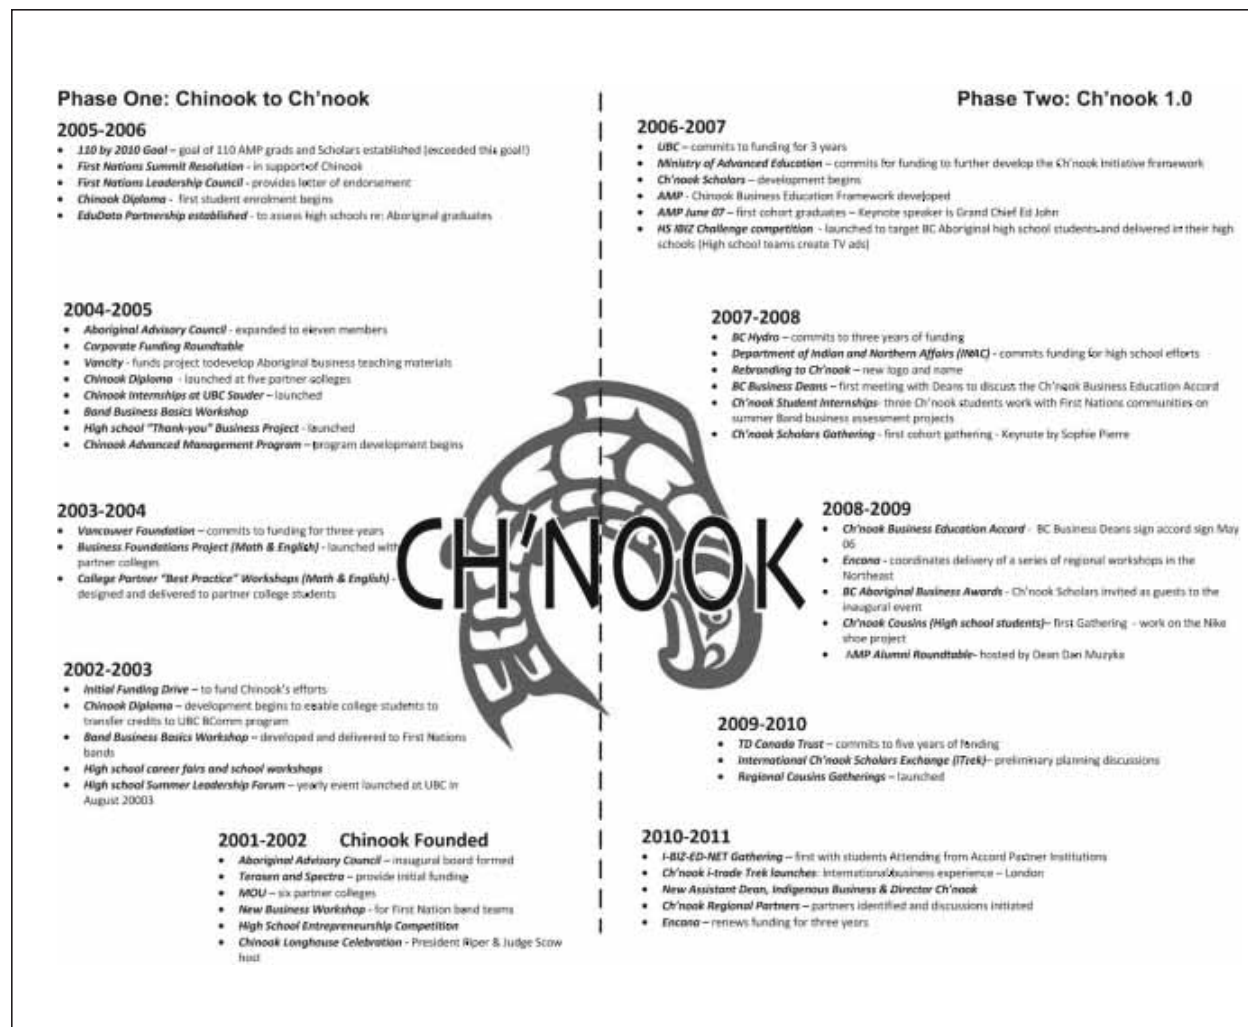 Phase One: Chinook to Ch'nook
2005-2006
• 110 by 2010 Goal – goal of 110 AMP grads and Scholars established (exceeded this goal!)
• First Nations Summit Resolution - in support of Chinook
• First Nations Leadership Council - provides letter of endorsement
• Chinook Diploma - first student enrolment begins
• EduData Partnership established - to assess high schools re: Aboriginal graduates
2004-2005
• Aboriginal Advisory Council - expanded to eleven members
• Corporate Funding Roundtable
• Vancity - funds project todevelop Aboriginal business teaching materials
• Chinook Diploma - launched at five partner colleges
• Chinook Internships at UBC Sauder – launched
• Band Business Basics Workshop
• High school "Thank-you" Business Project - launched
• Chinook Advanced Management Program – program development begins
2003-2004
• Vancouver Foundation – commits to funding for three years
• Business Foundations Project (Math & English) - launched with
partner colleges
• College Partner "Best Practice" Workshops (Math & English) -
designed and delivered to partner college students
2002-2003
• Initial Funding Drive – to fund Chinook's efforts
• Chinook Diploma – development begins to enable college students to
transfer credits to UBC BComm program
• Band Business Basics Workshop – developed and delivered to First Nations
bands
• High school career fairs and school workshops
• High school Summer Leadership Forum – yearly event launched at UBC in
August 20003
2001-2002 Chinook Founded
• Aboriginal Advisory Council – inaugural board formed
• Terasen and Spectra – provide initial funding
• MOU – six partner colleges
• New Business Workshop - for First Nation band teams
• High School Entrepreneurship Competition
• Chinook Longhouse Celebration - President Piper & Judge Scow
host
CH'NOOK
Phase Two: Ch'nook 1.0
2006-2007
• UBC – commits to funding for 3 years
• Ministry of Advanced Education – commits for funding to further develop the Ch'nook Initiative framework
• Ch'nook Scholars – development begins
• AMP - Chinook Business Education Framework developed
• AMP June 07 – first cohort graduates – Keynote speaker is Grand Chief Ed John
• HS IBIZ Challenge competition - launched to target BC Aboriginal high school students and delivered in their high
schools (High school teams create TV ads)
2007-2008
• BC Hydro – commits to three years of funding
• Department of Indian and Northern Affairs (INAC) - commits funding for high school efforts
• Rebranding to Ch'nook – new logo and name
• BC Business Deans – first meeting with Deans to discuss the Ch'nook Business Education Accord
• Ch'nook Student Internships- three Ch'nook students work with First Nations communities on
summer Band business assessment projects
• Ch'nook Scholars Gathering - first cohort gathering - Keynote by Sophie Pierre
2008-2009
• Ch'nook Business Education Accord - BC Business Deans sign accord sign May
06
• Encana - coordinates delivery of a series of regional workshops in the
Northeast
• BC Aboriginal Business Awards - Ch'nook Scholars invited as guests to the
inaugural event
• Ch'nook Cousins (High school students)– first Gathering - work on the Nike
shoe project
• AMP Alumni Roundtable- hosted by Dean Dan Muzyka
2009-2010
• TD Canada Trust – commits to five years of funding
• International Ch'nook Scholars Exchange (iTrek)– preliminary planning discussions
• Regional Cousins Gatherings – launched
2010-2011
• I-BIZ-ED-NET Gathering – first with students Attending from Accord Partner Institutions
• Ch'nook i-trade Trek launches: International business experience – London
• New Assistant Dean, Indigenous Business & Director Ch'nook
• Ch'nook Regional Partners – partners identified and discussions initiated
• Encana – renews funding for three years